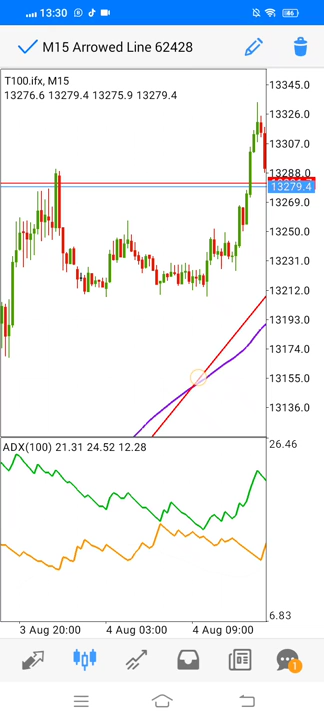 13:30
M15 Arrowed Line 62428
T100.ifx, M15
13276.6 13279.4 13275.9 13279.4
13345.0
13326.0
13307.0
13288.0
13279.4
13269.0
13250.0
13231.0
13212.0
13193.0
13174.0
13155.0
13136.0
ADX(100) 21.31 24.52 12.28
26.46
6.83
3 Aug 20:00
4 Aug 03:00
4 Aug 09:00
1